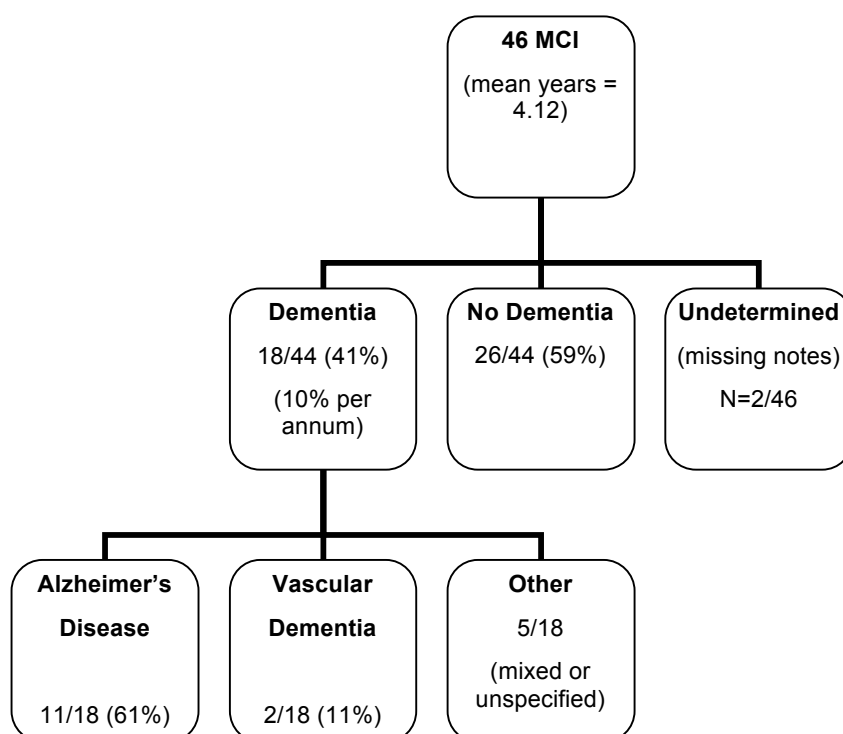 46 MCI
(mean years =
4.12)
Dementia
18/44 (41%)
(10% per
annum)
No Dementia
26/44 (59%)
Undetermined
(missing notes)
N=2/46
Alzheimer’s
Disease
11/18 (61%)
Vascular
Dementia
2/18 (11%)
Other
5/18
(mixed or
unspecified)